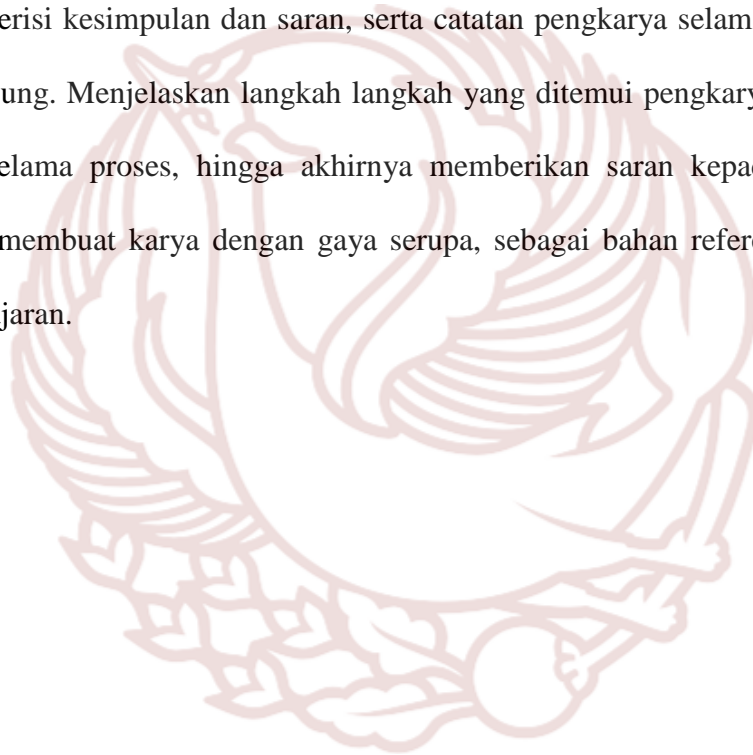 erisi kesimpulan dan saran, serta catatan pengkarya selam
ung. Menjelaskan langkah langkah yang ditemui pengkary
elama proses, hingga akhirnya memberikan saran kepad
membuat karya dengan gaya serupa, sebagai bahan refer
jaran.